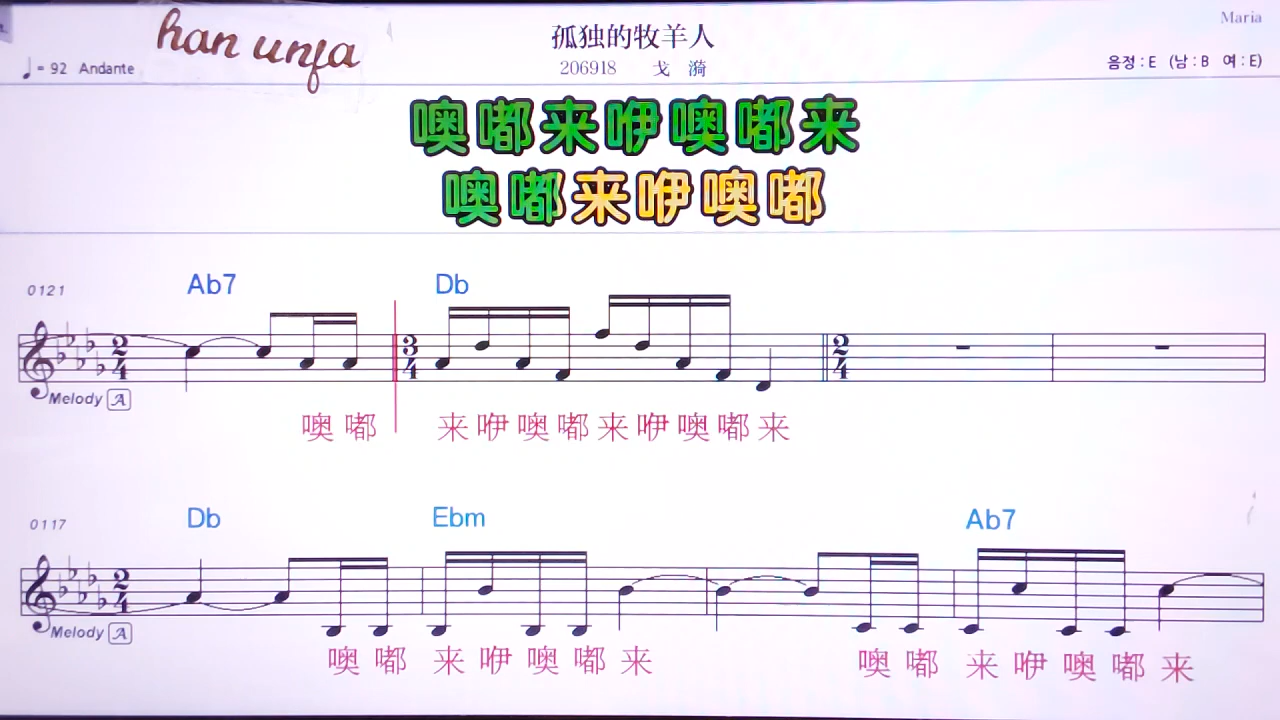 Maria
han unfa
孤独的牧羊人
♩= 92 Andante
206918 戈 漪
음정 : E (남 : B 여 : E)
噢嘟来咿噢嘟来
噢嘟来咿噢嘟
0121
Ab7 Db
2/4 3/4 2/4
Melody A
噢 嘟 来 咿 噢 嘟 来 咿 噢 嘟 来
0117
Db Ebm Ab7
2/4
Melody A
噢 嘟 来 咿 噢 嘟 来 噢 嘟 来 咿 噢 嘟 来